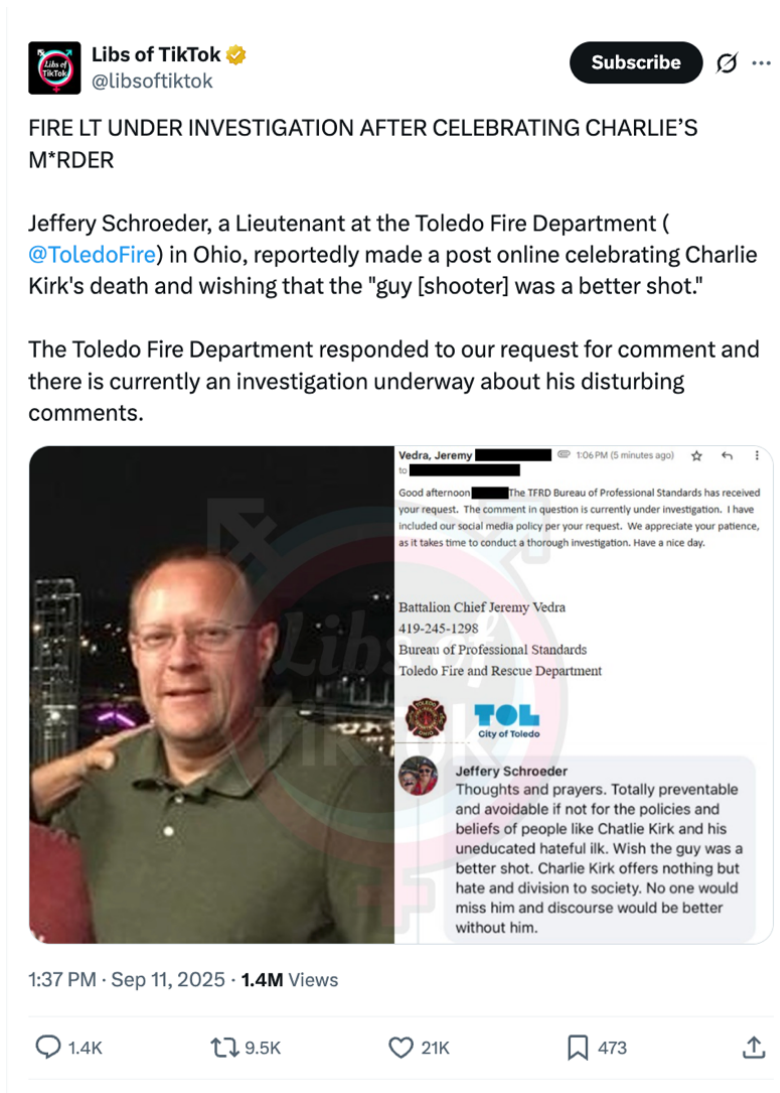 Libs of TikTok
@libsoftiktok
Subscribe
FIRE LT UNDER INVESTIGATION AFTER CELEBRATING CHARLIE’S
M*RDER
Jeffery Schroeder, a Lieutenant at the Toledo Fire Department (
@ToledoFire) in Ohio, reportedly made a post online celebrating Charlie
Kirk's death and wishing that the "guy [shooter] was a better shot."
The Toledo Fire Department responded to our request for comment and
there is currently an investigation underway about his disturbing
comments.
Vedra, Jeremy
1:06 PM (5 minutes ago)
to
Good afternoon The TFRD Bureau of Professional Standards has received
your request. The comment in question is currently under investigation. I have
included our social media policy per your request. We appreciate your patience,
as it takes time to conduct a thorough investigation. Have a nice day.
Battalion Chief Jeremy Vedra
419-245-1298
Bureau of Professional Standards
Toledo Fire and Rescue Department
TOL
City of Toledo
Libs of
TikTok
Jeffery Schroeder
Thoughts and prayers. Totally preventable
and avoidable if not for the policies and
beliefs of people like Chatlie Kirk and his
uneducated hateful ilk. Wish the guy was a
better shot. Charlie Kirk offers nothing but
hate and division to society. No one would
miss him and discourse would be better
without him.
1:37 PM · Sep 11, 2025 · 1.4M Views
1.4K
9.5K
21K
473